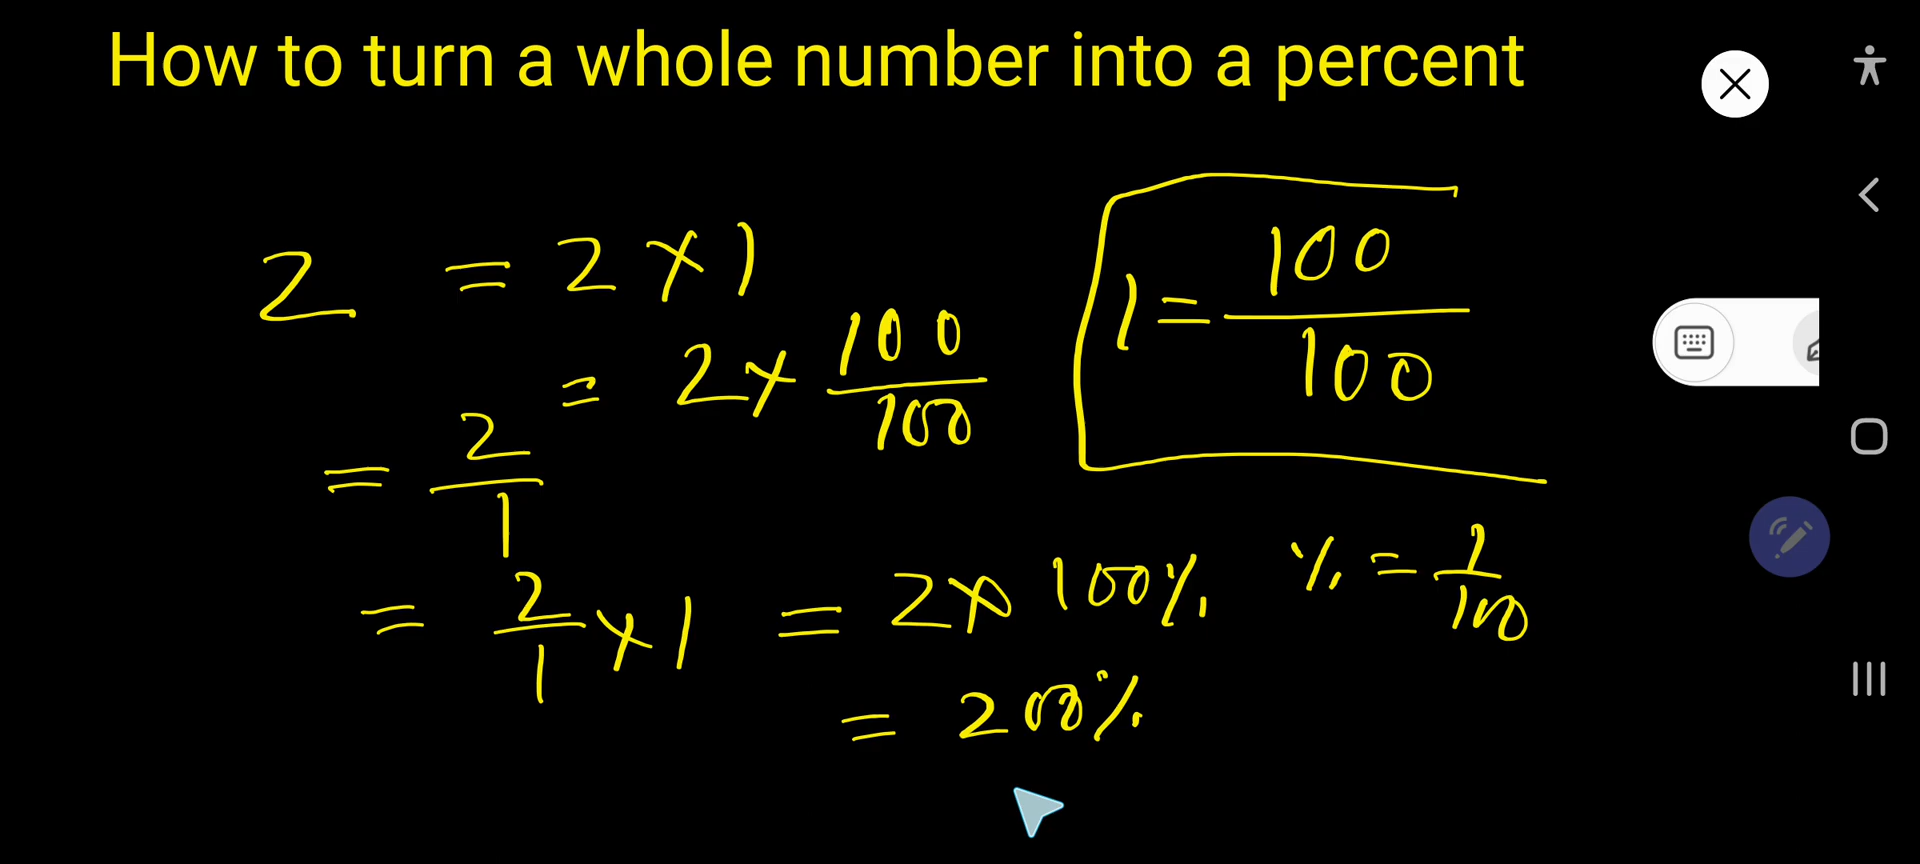 How to turn a whole number into a percent
2 = 2 × 1
= 2 × 100/100
1 = 100/100
= 2/1
= 2/1 × 1 = 2 × 100%
% = 1/100
= 200%